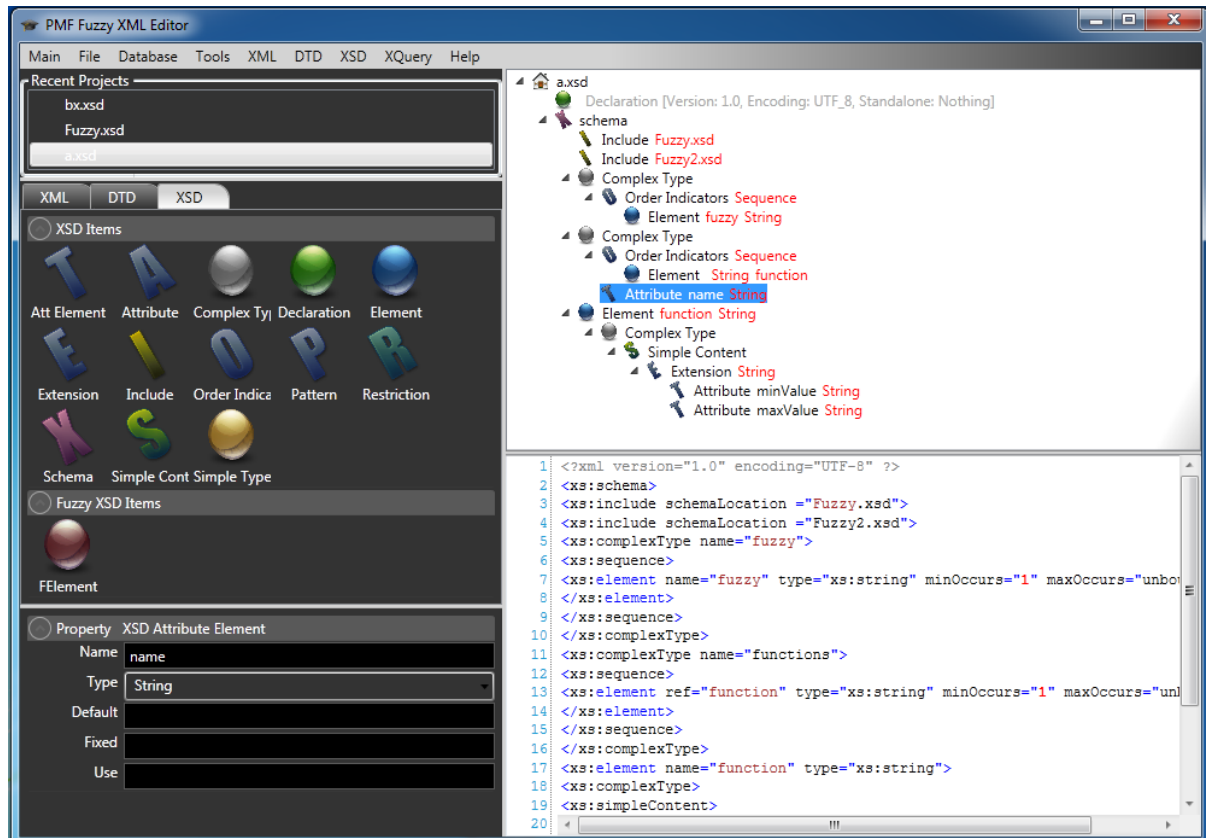 PMF Fuzzy XML Editor
Main File Database Tools XML DTD XSD XQuery Help
Recent Projects
bx.xsd
Fuzzy.xsd
a.xsd
XML DTD XSD
XSD Items
Att Element Attribute Complex Ty Declaration Element
Extension Include Order Indica Pattern Restriction
Schema Simple Cont Simple Type
Fuzzy XSD Items
FElement
Property XSD Attribute Element
Name name
Type String
Default
Fixed
Use
a.xsd
Declaration [Version: 1.0, Encoding: UTF_8, Standalone: Nothing]
schema
Include Fuzzy.xsd
Include Fuzzy2.xsd
Complex Type
Order Indicators Sequence
Element fuzzy String
Complex Type
Order Indicators Sequence
Element String function
Attribute name String
Element function String
Complex Type
Simple Content
Extension String
Attribute minValue String
Attribute maxValue String
1 <?xml version="1.0" encoding="UTF-8" ?>
2 <xs:schema>
3 <xs:include schemaLocation ="Fuzzy.xsd">
4 <xs:include schemaLocation ="Fuzzy2.xsd">
5 <xs:complexType name="fuzzy">
6 <xs:sequence>
7 <xs:element name="fuzzy" type="xs:string" minOccurs="1" maxOccurs="unbou
8 </xs:element>
9 </xs:sequence>
10 </xs:complexType>
11 <xs:complexType name="functions">
12 <xs:sequence>
13 <xs:element ref="function" type="xs:string" minOccurs="1" maxOccurs="unl
14 </xs:element>
15 </xs:sequence>
16 </xs:complexType>
17 <xs:element name="function" type="xs:string">
18 <xs:complexType>
19 <xs:simpleContent>
20